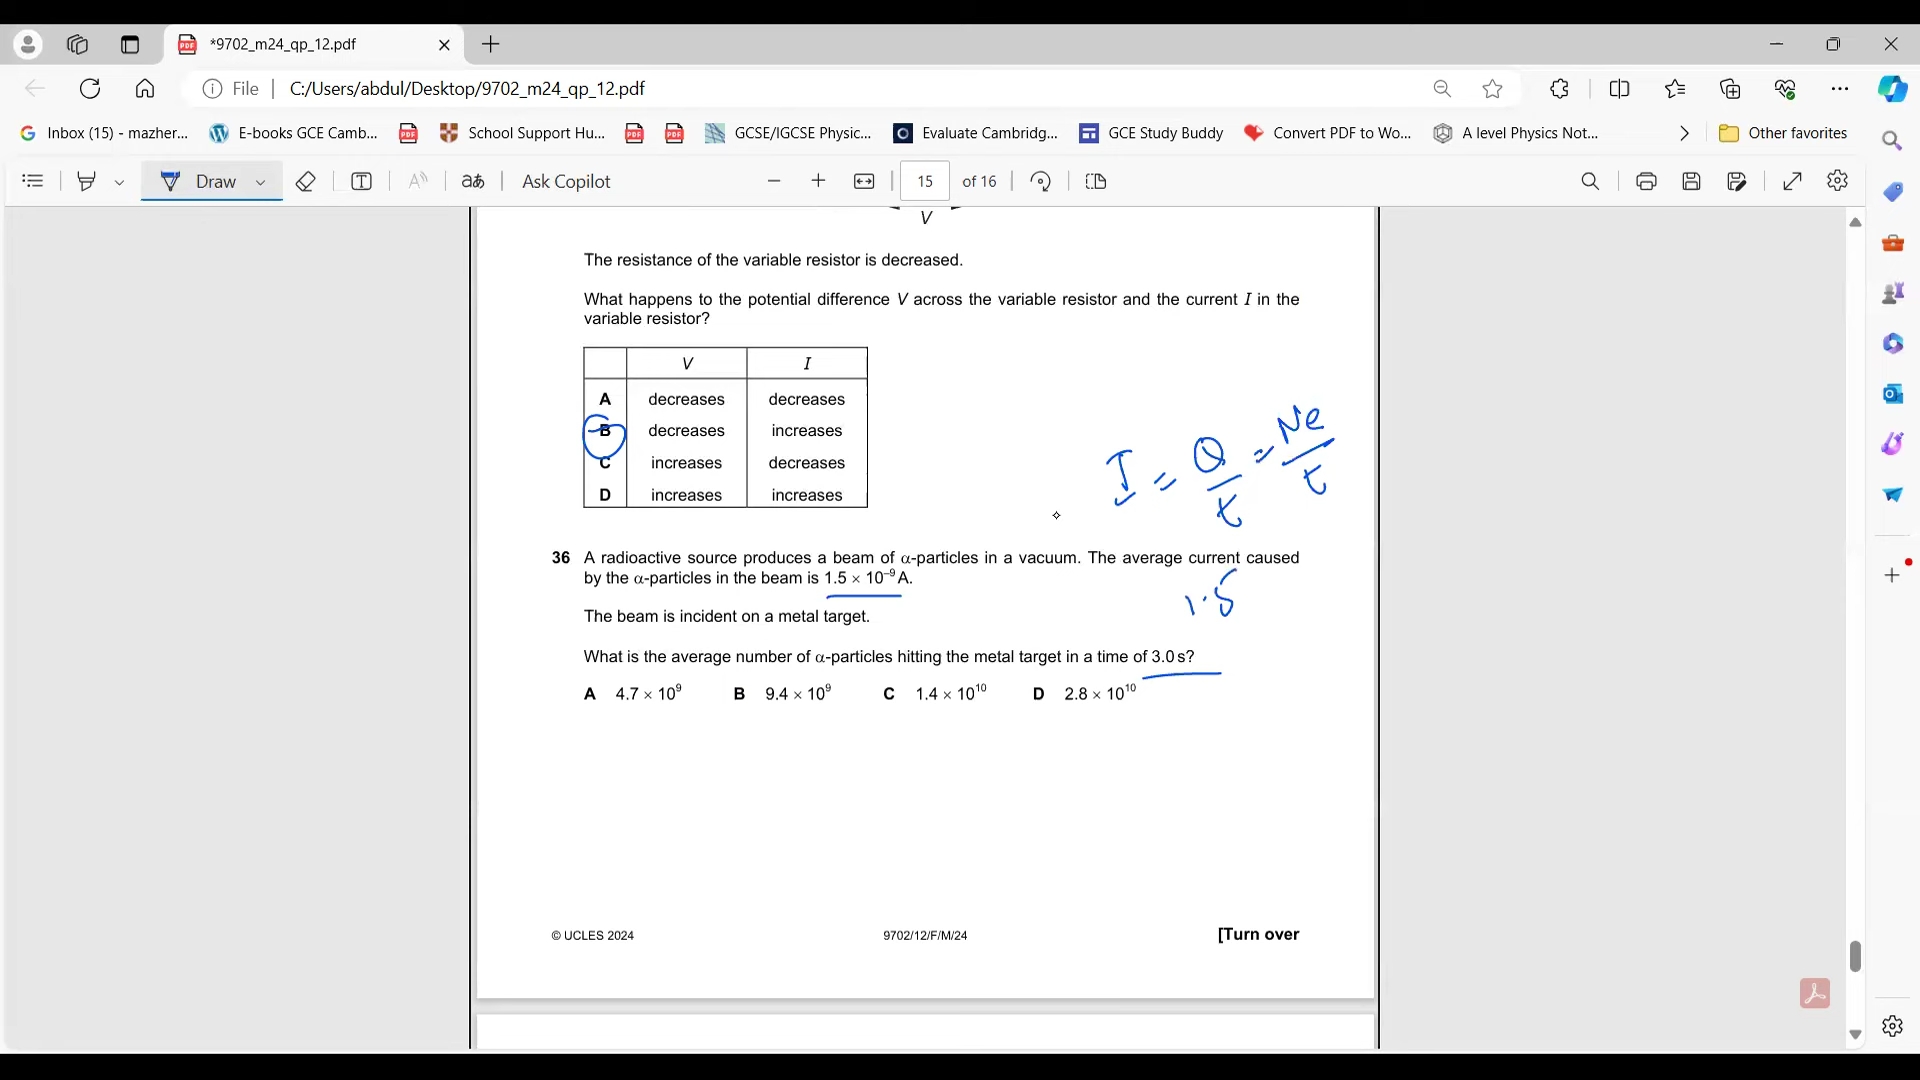 *9702_m24_qp_12.pdf
File C:/Users/abdul/Desktop/9702_m24_qp_12.pdf
Inbox (15) - mazher... E-books GCE Camb... School Support Hu... GCSE/IGCSE Physic... Evaluate Cambridg... GCE Study Buddy Convert PDF to Wo... A level Physics Not... Other favorites
Draw aあ Ask Copilot 15 of 16
V
The resistance of the variable resistor is decreased.
What happens to the potential difference V across the variable resistor and the current I in the
variable resistor?
V I
A decreases decreases
B decreases increases
C increases decreases
D increases increases
I = Q/t = Ne/t
36 A radioactive source produces a beam of α-particles in a vacuum. The average current caused
by the α-particles in the beam is 1.5 × 10⁻⁹ A.
1.5
The beam is incident on a metal target.
What is the average number of α-particles hitting the metal target in a time of 3.0 s?
A 4.7 × 10⁹ B 9.4 × 10⁹ C 1.4 × 10¹⁰ D 2.8 × 10¹⁰
© UCLES 2024 9702/12/F/M/24 [Turn over